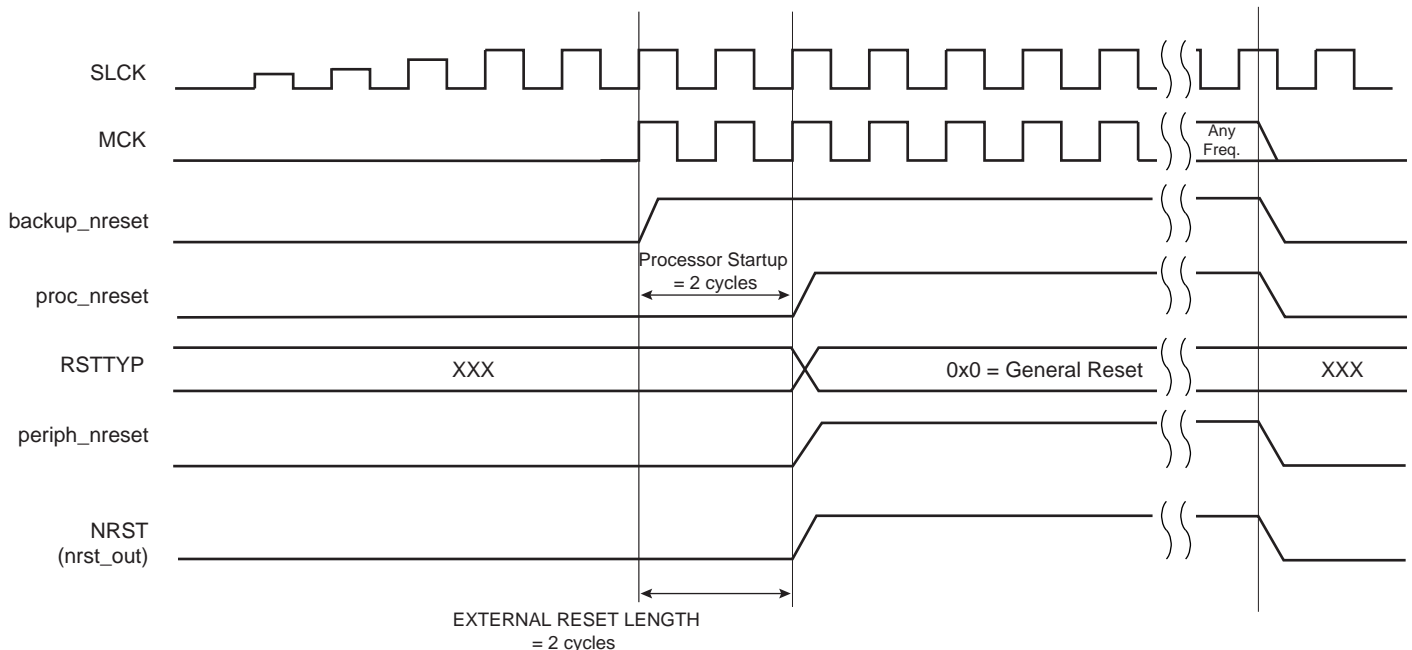 SLCK
MCK
Any
Freq.
backup_nreset
Processor Startup
= 2 cycles
proc_nreset
RSTTYP
XXX
0x0 = General Reset
XXX
periph_nreset
NRST
(nrst_out)
EXTERNAL RESET LENGTH
= 2 cycles